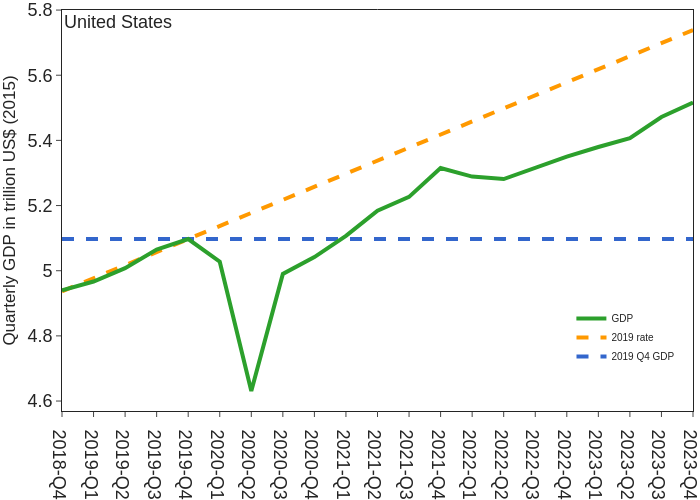 United States
Quarterly GDP in trillion US$ (2015)
5.8
5.6
5.4
5.2
5
4.8
4.6
GDP
2019 rate
2019 Q4 GDP
2018-Q4
2019-Q1
2019-Q2
2019-Q3
2019-Q4
2020-Q1
2020-Q2
2020-Q3
2020-Q4
2021-Q1
2021-Q2
2021-Q3
2021-Q4
2022-Q1
2022-Q2
2022-Q3
2022-Q4
2023-Q1
2023-Q2
2023-Q3
2023-Q4